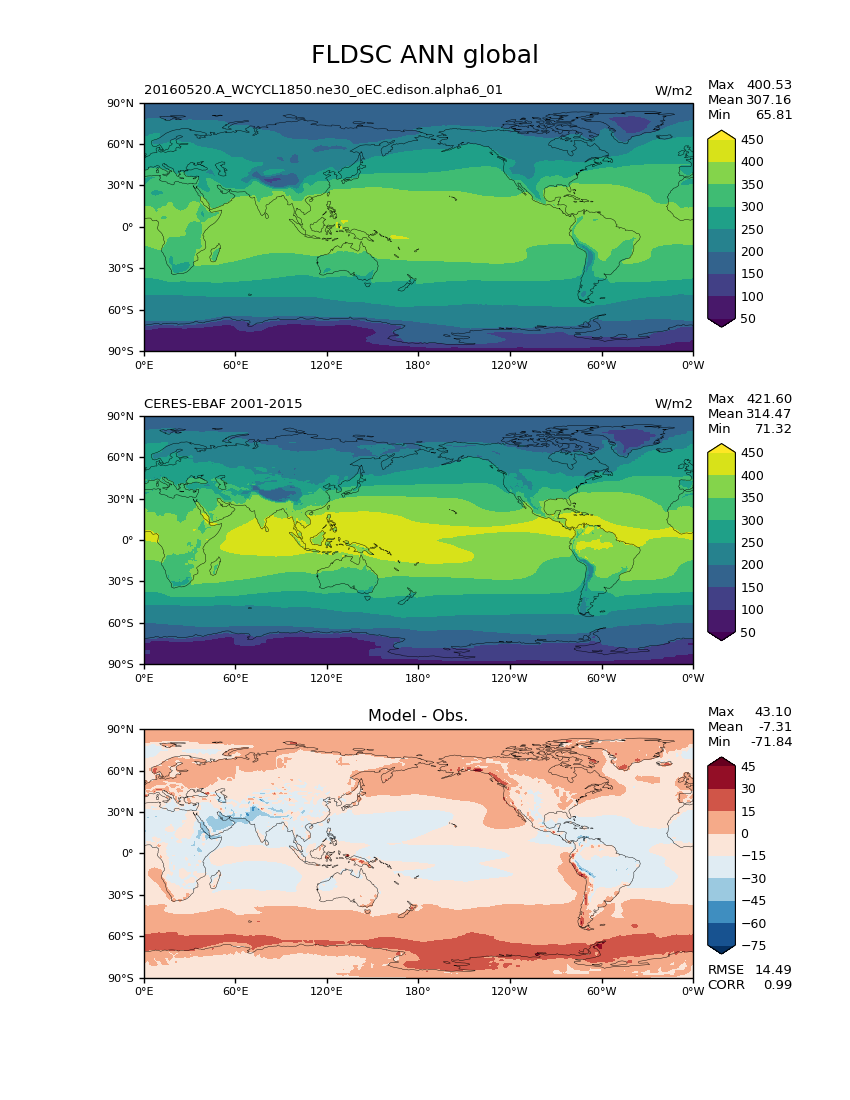 FLDSC ANN global
20160520.A_WCYCL1850.ne30_oEC.edison.alpha6_01 W/m2
Max 400.53
Mean 307.16
Min 65.81
90°N
60°N
30°N
0°
30°S
60°S
90°S
0°E 60°E 120°E 180° 120°W 60°W 0°W
450
400
350
300
250
200
150
100
50
CERES-EBAF 2001-2015 W/m2
Max 421.60
Mean 314.47
Min 71.32
90°N
60°N
30°N
0°
30°S
60°S
90°S
0°E 60°E 120°E 180° 120°W 60°W 0°W
450
400
350
300
250
200
150
100
50
Model - Obs.
Max 43.10
Mean -7.31
Min -71.84
90°N
60°N
30°N
0°
30°S
60°S
90°S
0°E 60°E 120°E 180° 120°W 60°W 0°W
45
30
15
0
−15
−30
−45
−60
−75
RMSE 14.49
CORR 0.99